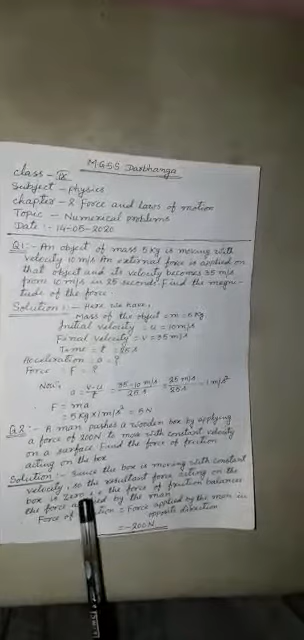 MGSS Darbhanga
Class - IX
Subject - physics
Chapter - 2 Force and laws of motion
Topic - Numerical problems
Date :- 14-05-2020
Q1:- An object of mass 5 kg is moving with
velocity 10 m/s. An external force is applied on
that object and its velocity becomes 35 m/s
from 10 m/s in 25 seconds. Find the magni-
tude of the force.
Solution :- Here we have,
Mass of the object = m = 5 kg
Initial velocity = u = 10 m/s
Final velocity = v = 35 m/s
Time = t = 25 s
Acceleration = a = ?
Force F = ?
Now, a = v-u/t = 35-10 m/s / 25 s = 25 m/s / 25 s = 1 m/s²
F = ma
= 5 kg x 1 m/s² = 5N
Q2:- A man pushes a wooden box by applying
a force of 200N to move with constant velocity
on a surface. Find the force of friction
acting on the box
Solution :- Since the box is moving with constant
velocity, so the resultant force acting on the
box is zero i.e the force of friction balances
the force by the man
Force of = Force applied by the man in
opposite direction
= -200N